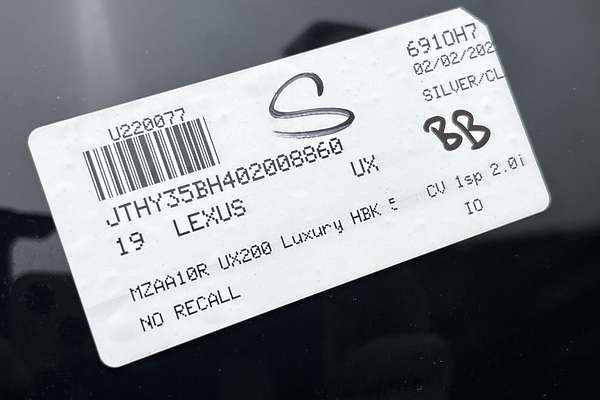 6910H7
U220077
02/02/202
S
SILVER/CL
JTHY35BH402008860
BB
19 LEXUS UX
MZAA10R UX200 Luxury HBK 5 CV 1sp 2.0i
NO RECALL IO